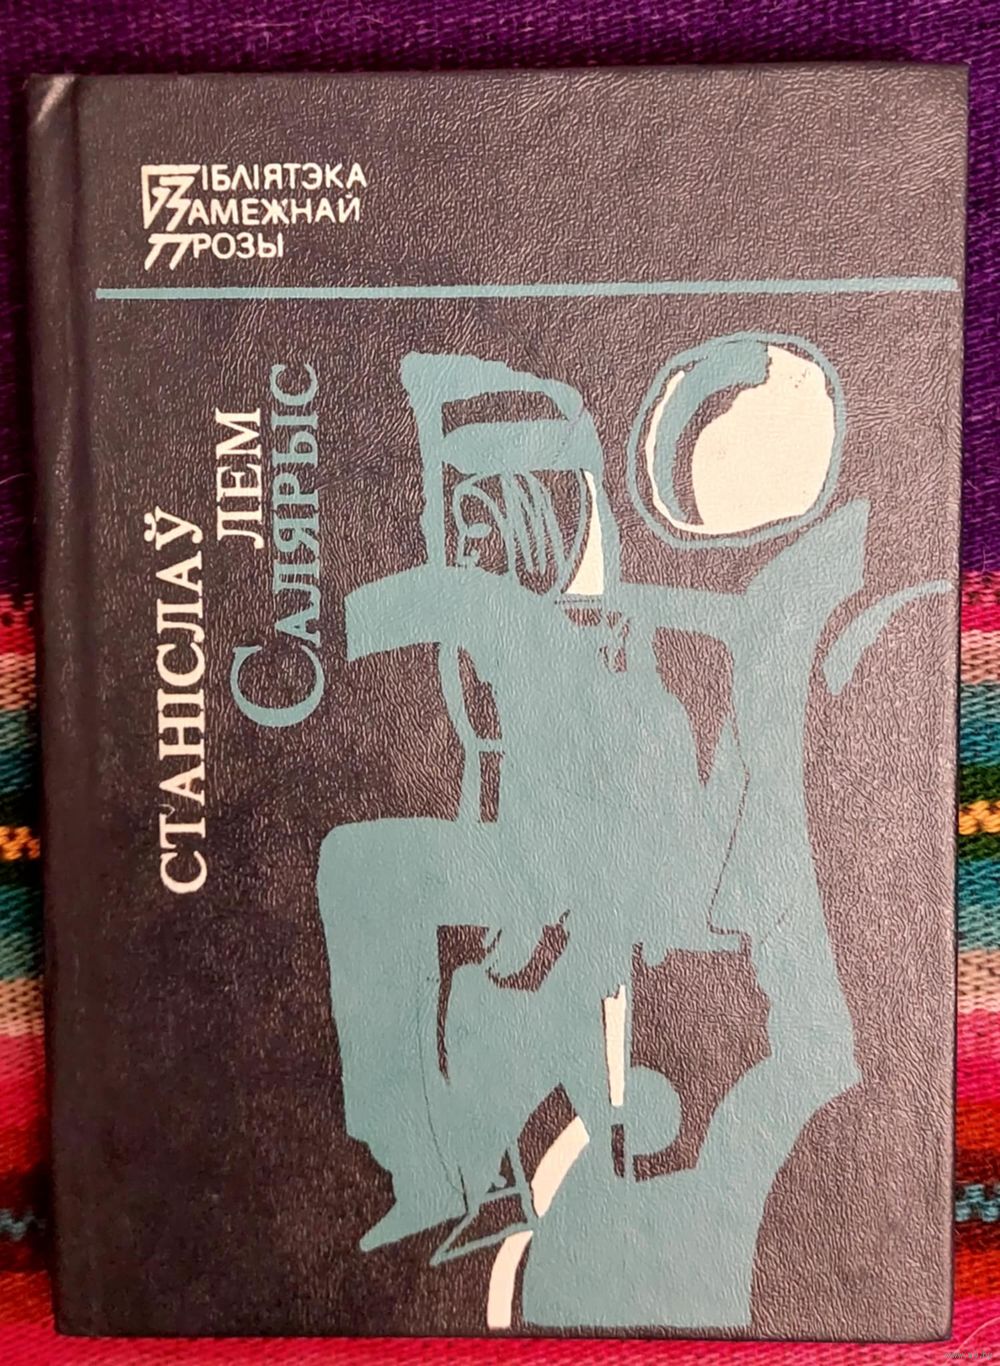 БІБЛІЯТЭКА
ЗАМЕЖНАЙ
ПРОЗЫ
СТАНІСЛАЎ
ЛЕМ
САЛЯРЫС